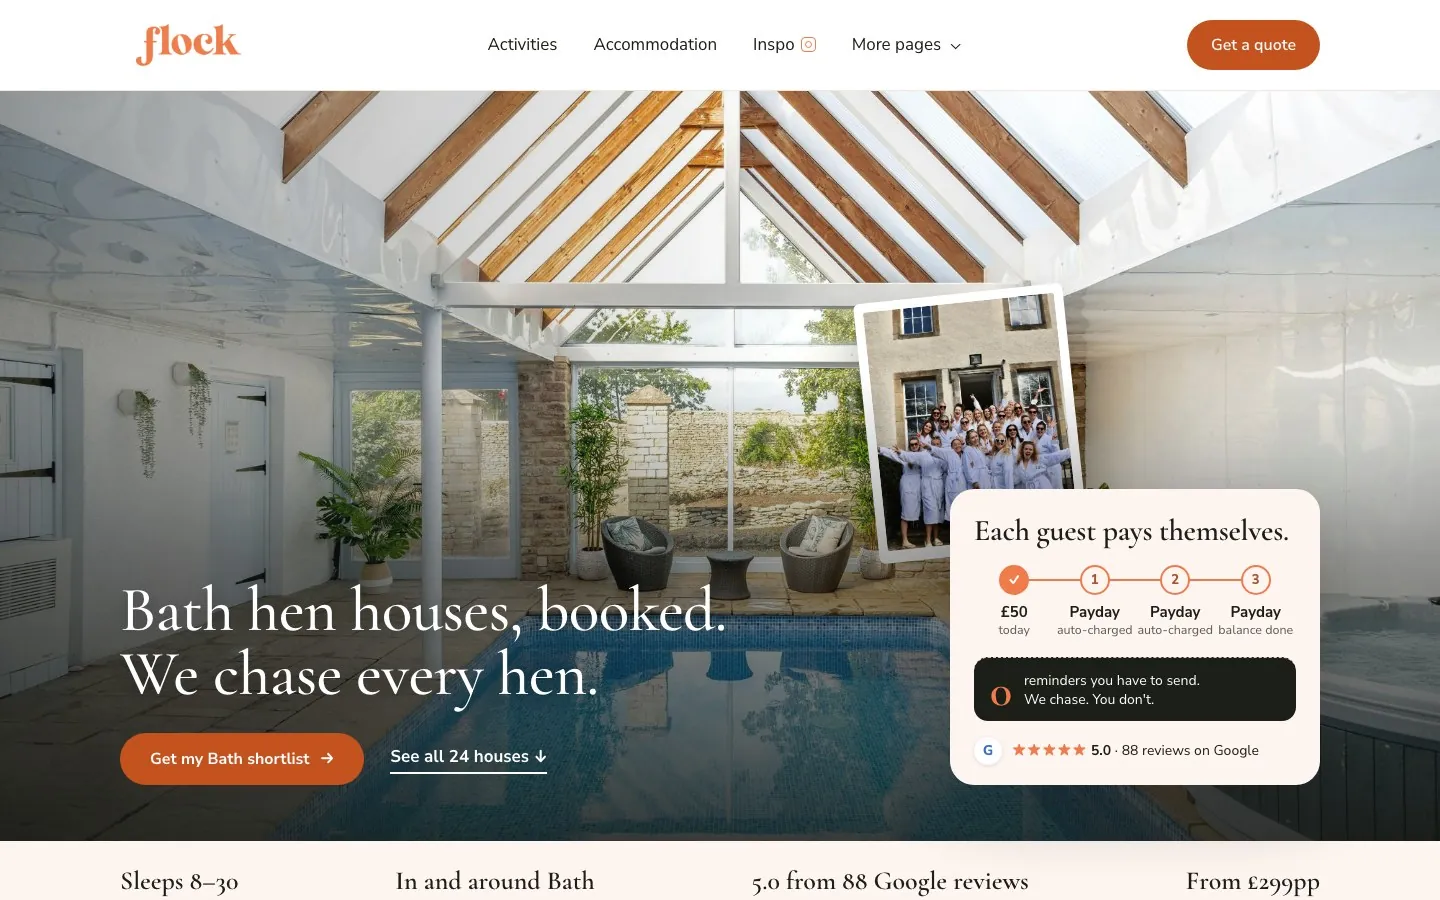 flock
Activities
Accommodation
Inspo
More pages
Get a quote
Bath hen houses, booked.
We chase every hen.
Get my Bath shortlist →
See all 24 houses ↓
Each guest pays themselves.
1
2
3
£50
today
Payday
auto-charged
Payday
auto-charged
Payday
balance done
0
reminders you have to send.
We chase. You don't.
G
★★★★★ 5.0 · 88 reviews on Google
Sleeps 8–30
In and around Bath
5.0 from 88 Google reviews
From £299pp